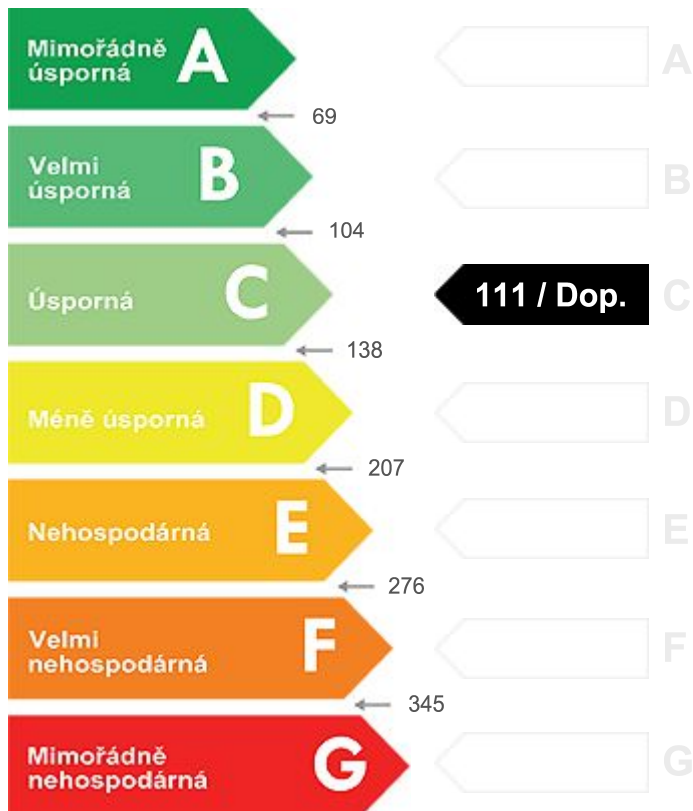 Mimořádně
úsporná
A
A
69
Velmi
úsporná
B
B
104
Úsporná
C
111 / Dop.
C
138
Méně úsporná
D
D
207
Nehospodárná
E
E
276
Velmi
nehospodárná
F
F
345
Mimořádně
nehospodárná
G
G